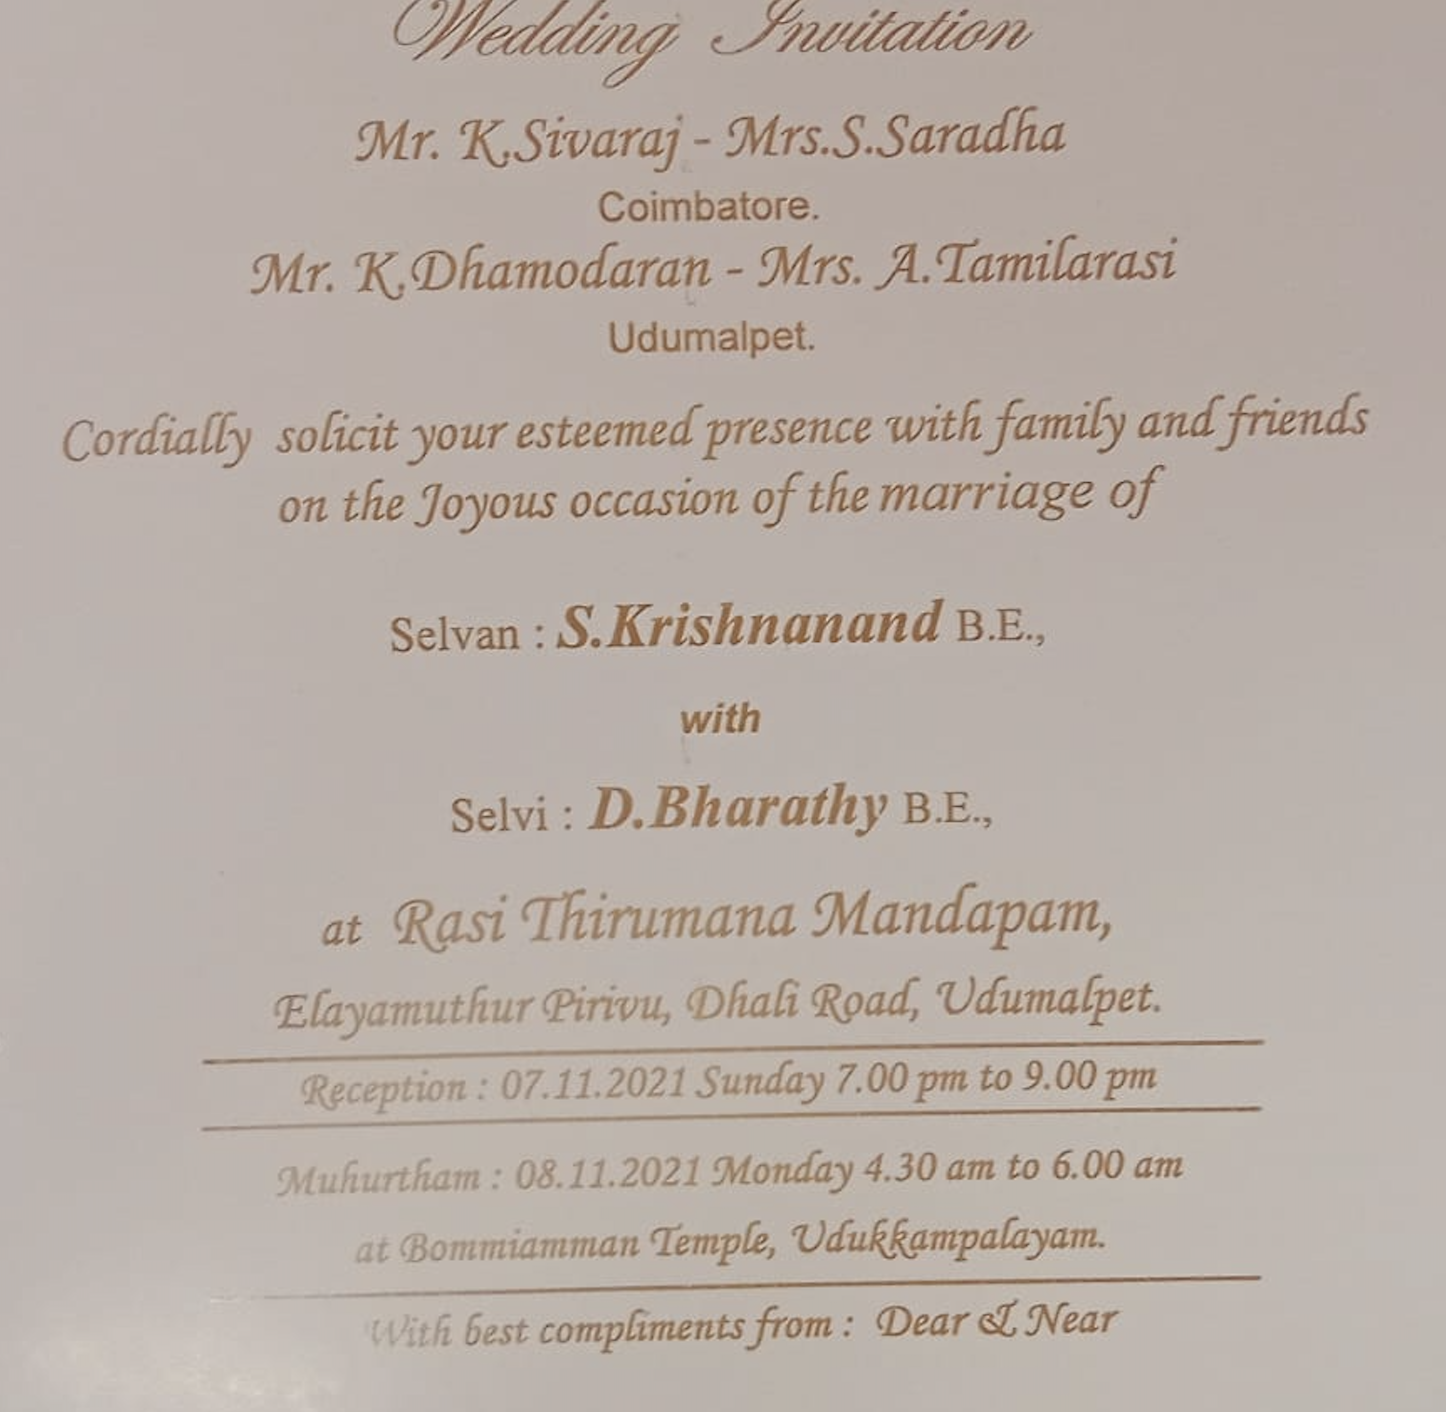 Wedding Invitation
Mr. K.Sivaraj - Mrs.S.Saradha
Coimbatore.
Mr. K.Dhamodaran - Mrs. A.Tamilarasi
Udumalpet.
Cordially solicit your esteemed presence with family and friends
on the Joyous occasion of the marriage of
Selvan : S.Krishnanand B.E.,
with
Selvi : D.Bharathy B.E.,
at Rasi Thirumana Mandapam,
Elayamuthur Pirivu, Dhali Road, Udumalpet.
Reception : 07.11.2021 Sunday 7.00 pm to 9.00 pm
Muhurtham : 08.11.2021 Monday 4.30 am to 6.00 am
at Bommiamman Temple, Udukkampalayam.
With best compliments from : Dear & Near